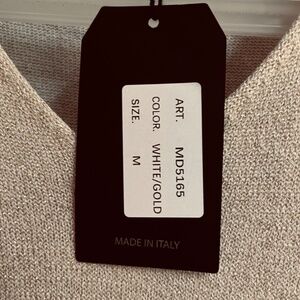 ART. MD5165
COLOR. WHITE/GOLD
SIZE. M
MADE IN ITALY